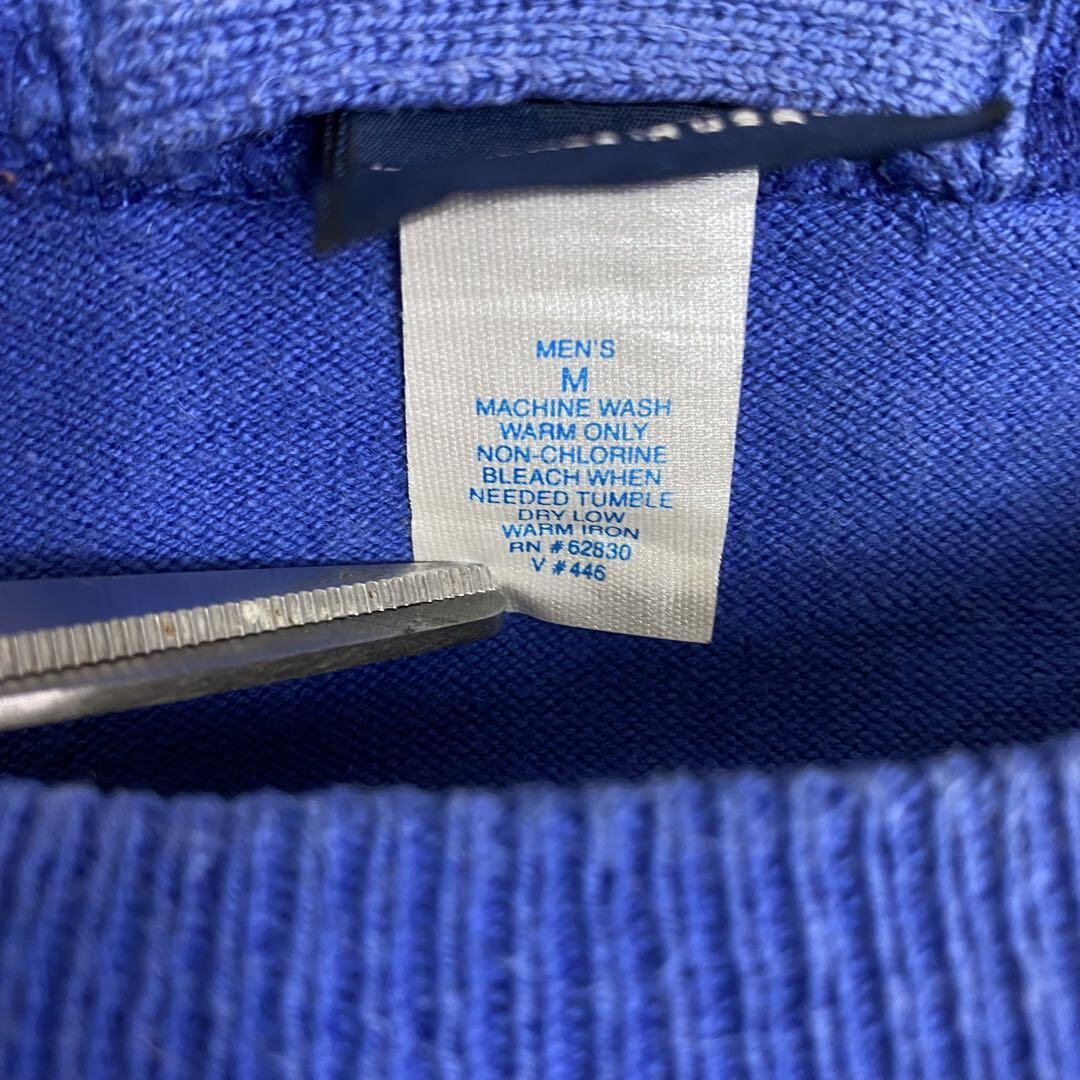 MEN'S
M
MACHINE WASH
WARM ONLY
NON-CHLORINE
BLEACH WHEN
NEEDED TUMBLE
DRY LOW
WARM IRON
RN #62830
V #446